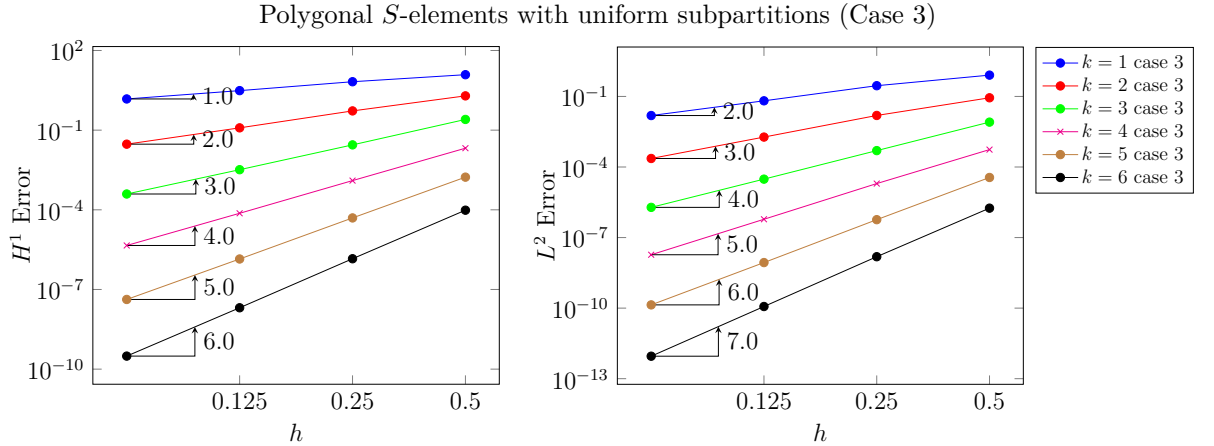 Polygonal S-elements with uniform subpartitions (Case 3)
10^2
10^{-1}
10^{-4}
10^{-7}
10^{-10}
H^1 Error
1.0
2.0
3.0
4.0
5.0
6.0
0.125
0.25
0.5
h
10^{-1}
10^{-4}
10^{-7}
10^{-10}
10^{-13}
L^2 Error
2.0
3.0
4.0
5.0
6.0
7.0
0.125
0.25
0.5
h
k = 1 case 3
k = 2 case 3
k = 3 case 3
k = 4 case 3
k = 5 case 3
k = 6 case 3